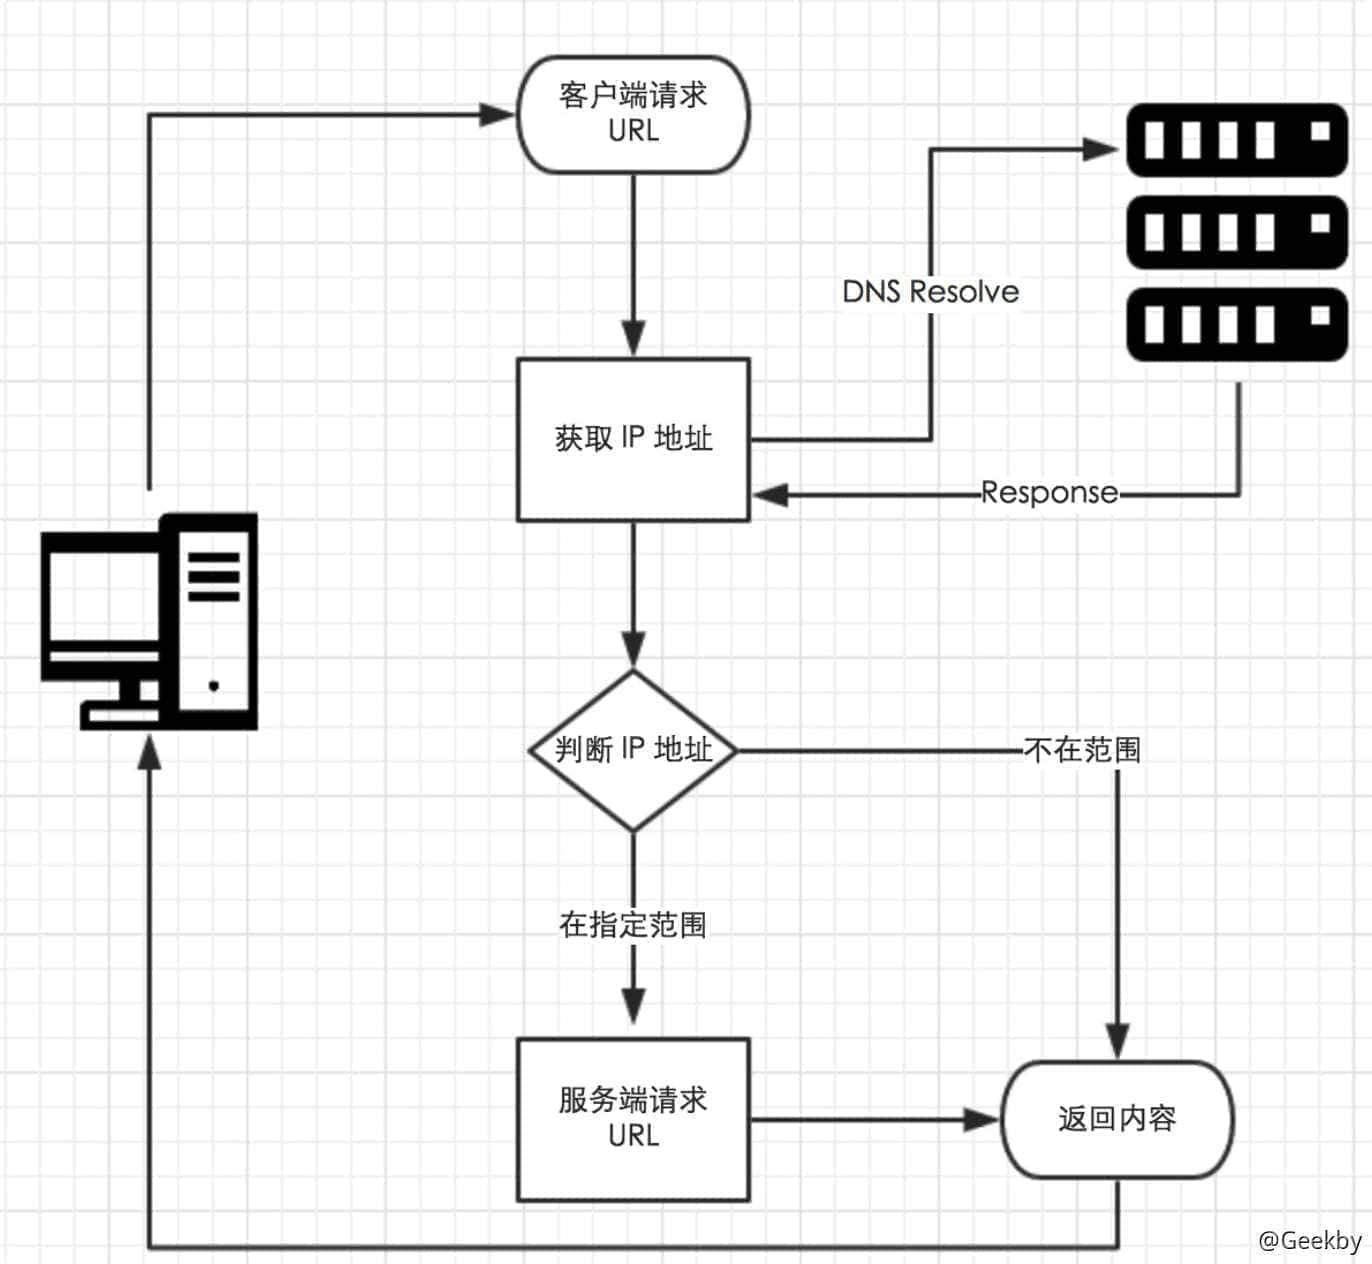 客户端请求
URL
DNS Resolve
获取 IP 地址
Response
判断 IP 地址
不在范围
在指定范围
服务端请求
URL
返回内容
@Geekby